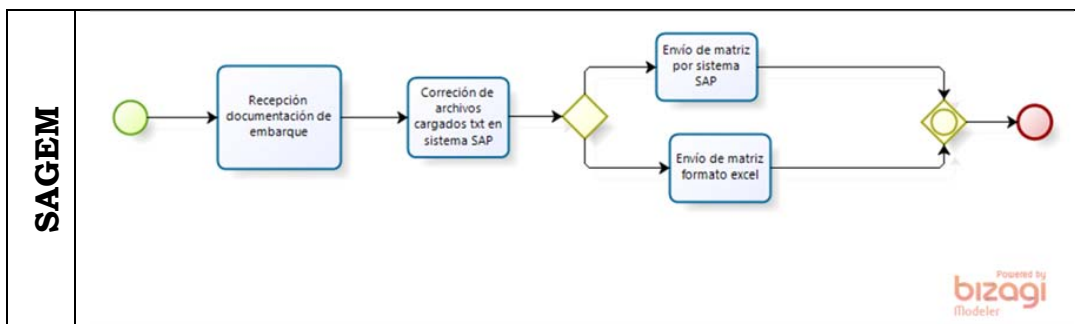 SAGEM
Recepción
documentación de
embarque
Correción de
archivos
cargados txt en
sistema SAP
Envío de matriz
por sistema
SAP
Envío de matriz
formato excel
Powered by
bizagi
Modeler